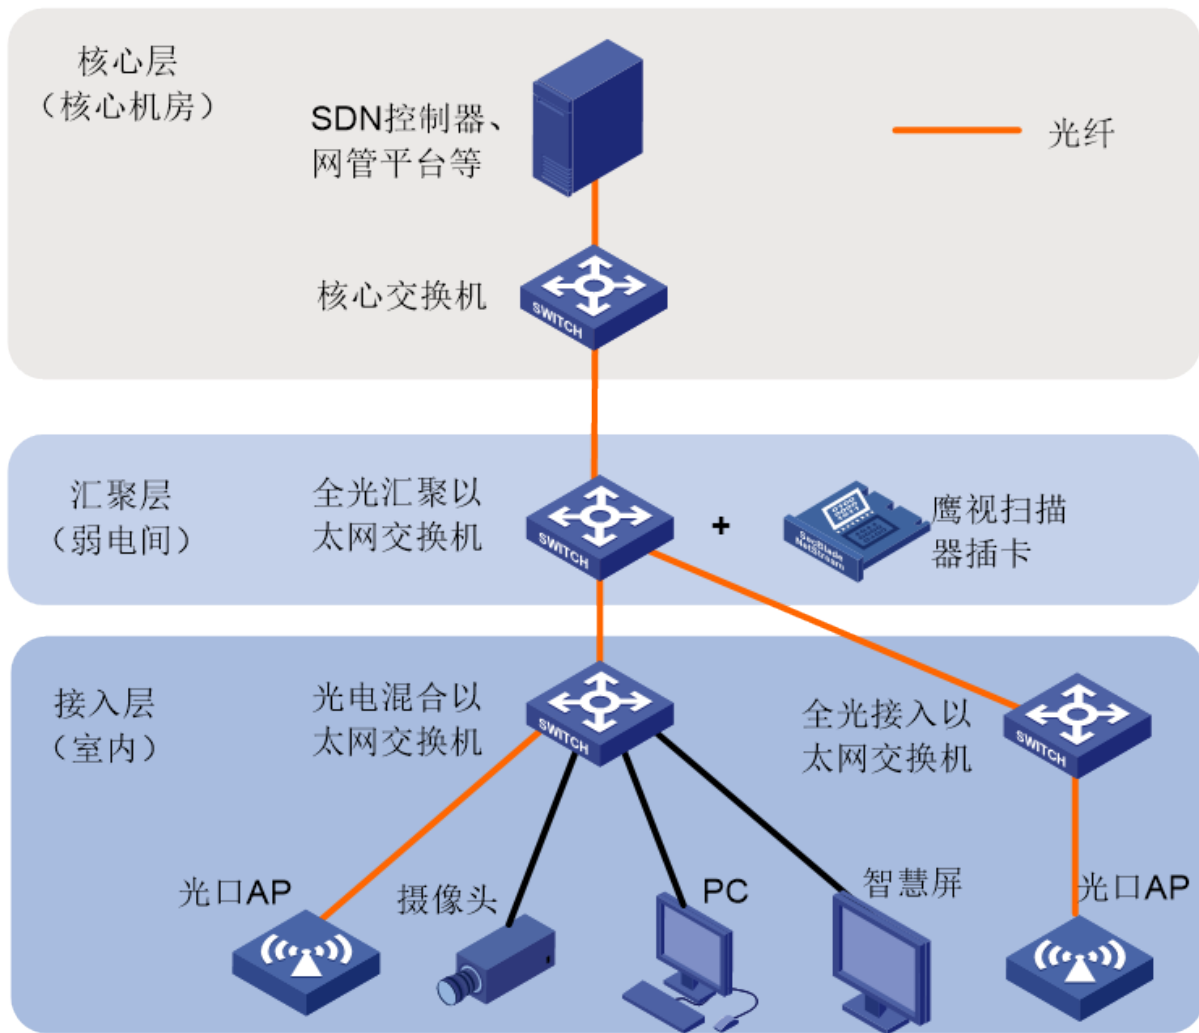 核心层
（核心机房）
SDN控制器、
网管平台等
光纤
核心交换机
SWITCH
汇聚层
（弱电间）
全光汇聚以
太网交换机
SWITCH
+
SecBlade
NetStream
鹰视扫描
器插卡
接入层
（室内）
光电混合以
太网交换机
SWITCH
全光接入以
太网交换机
SWITCH
光口AP
摄像头
PC
智慧屏
光口AP